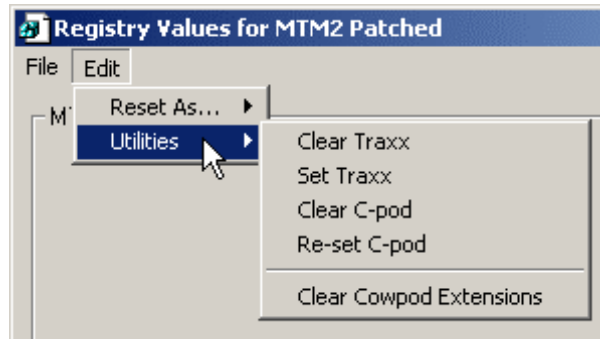 Registry Values for MTM2 Patched
File Edit
M
Reset As...
Utilities
Clear Traxx
Set Traxx
Clear C-pod
Re-set C-pod
Clear Cowpod Extensions